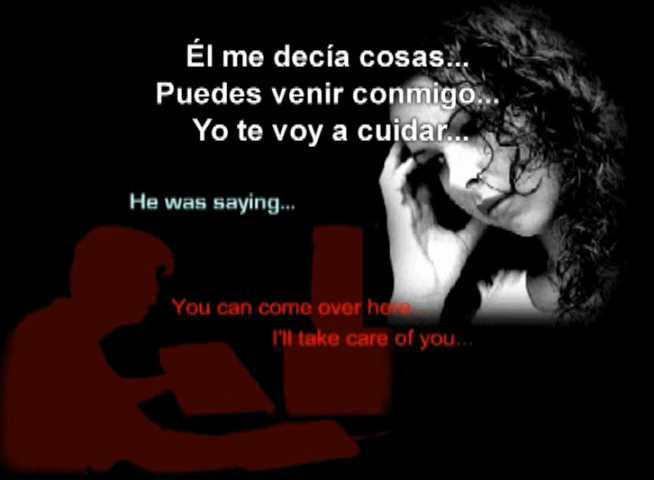 Él me decía cosas...
Puedes venir conmigo...
Yo te voy a cuidar...
He was saying...
You can come over here...
I'll take care of you...